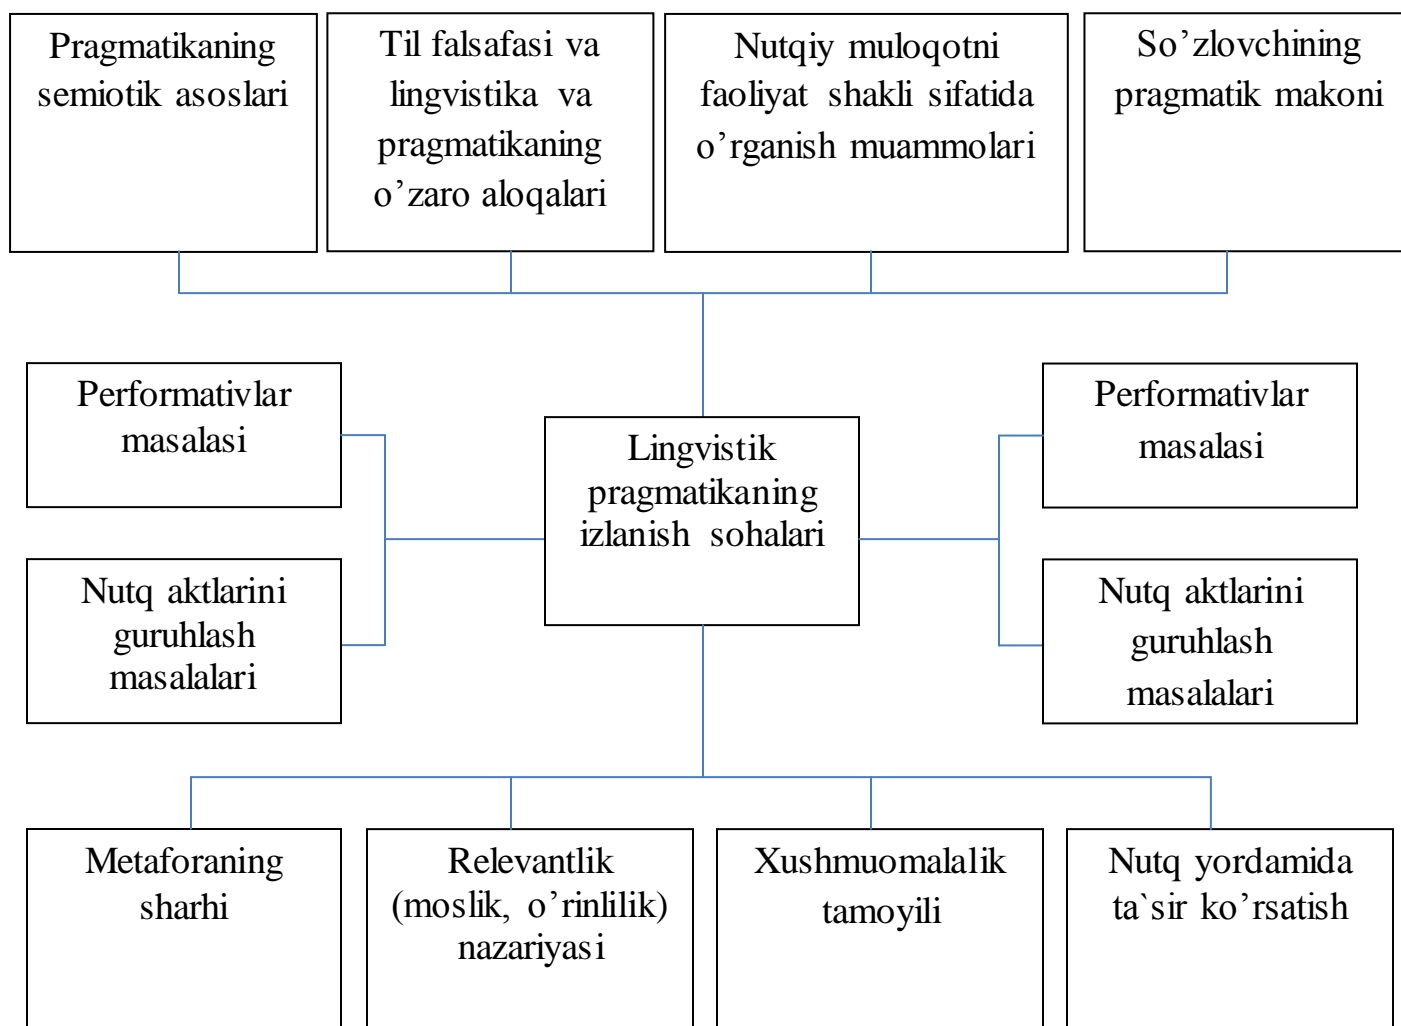 Pragmatikaning
semiotik asoslari
Til falsafasi va
lingvistika va
pragmatikaning
o’zaro aloqalari
Nutqiy muloqotni
faoliyat shakli sifatida
o’rganish muammolari
So’zlovchining
pragmatik makoni
Performativlar
masalasi
Lingvistik
pragmatikaning
izlanish sohalari
Performativlar
masalasi
Nutq aktlarini
guruhlash
masalalari
Nutq aktlarini
guruhlash
masalalari
Metaforaning
sharhi
Relevantlik
(moslik, o’rinlilik)
nazariyasi
Xushmuomalalik
tamoyili
Nutq yordamida
ta`sir ko’rsatish